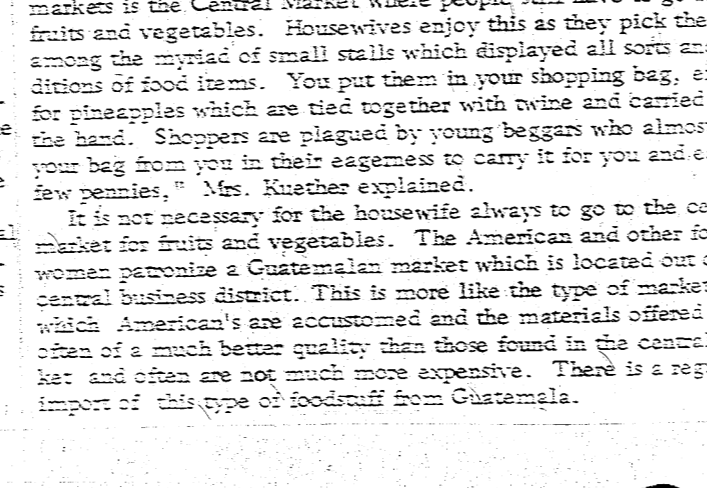 markets is the Central Market where people
fruits and vegetables. Housewives enjoy this as they pick the
among the myriad of small stalls which displayed all sorts
ditions of food items. You put them in your shopping bag,
for pineapples which are tied together with twine and carried
the hand. Shoppers are plagued by young beggars who almos
your bag from you in their eagerness to carry it for you and
few pennies," Mrs. Kuether explained.
It is not necessary for the housewife always to go to the ce
market for fruits and vegetables. The American and other fo
women patronize a Guatemalan market which is located out
central business district. This is more like the type of market
which American's are accustomed and the materials offered
often of a much better quality than those found in the centra
ket and often are not much more expensive. There is a reg
import of this type of foodstuff from Guatemala.